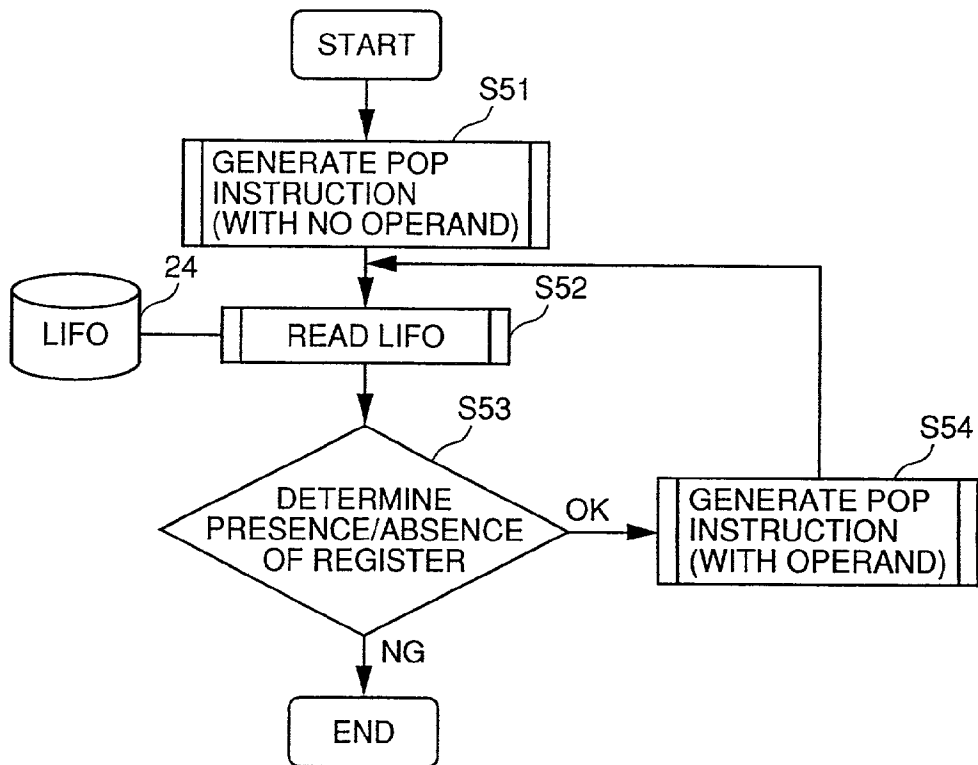 START
S51
GENERATE POP
INSTRUCTION
(WITH NO OPERAND)
24
LIFO
S52
READ LIFO
S53
DETERMINE
PRESENCE/ABSENCE
OF REGISTER
OK
S54
GENERATE POP
INSTRUCTION
(WITH OPERAND)
NG
END